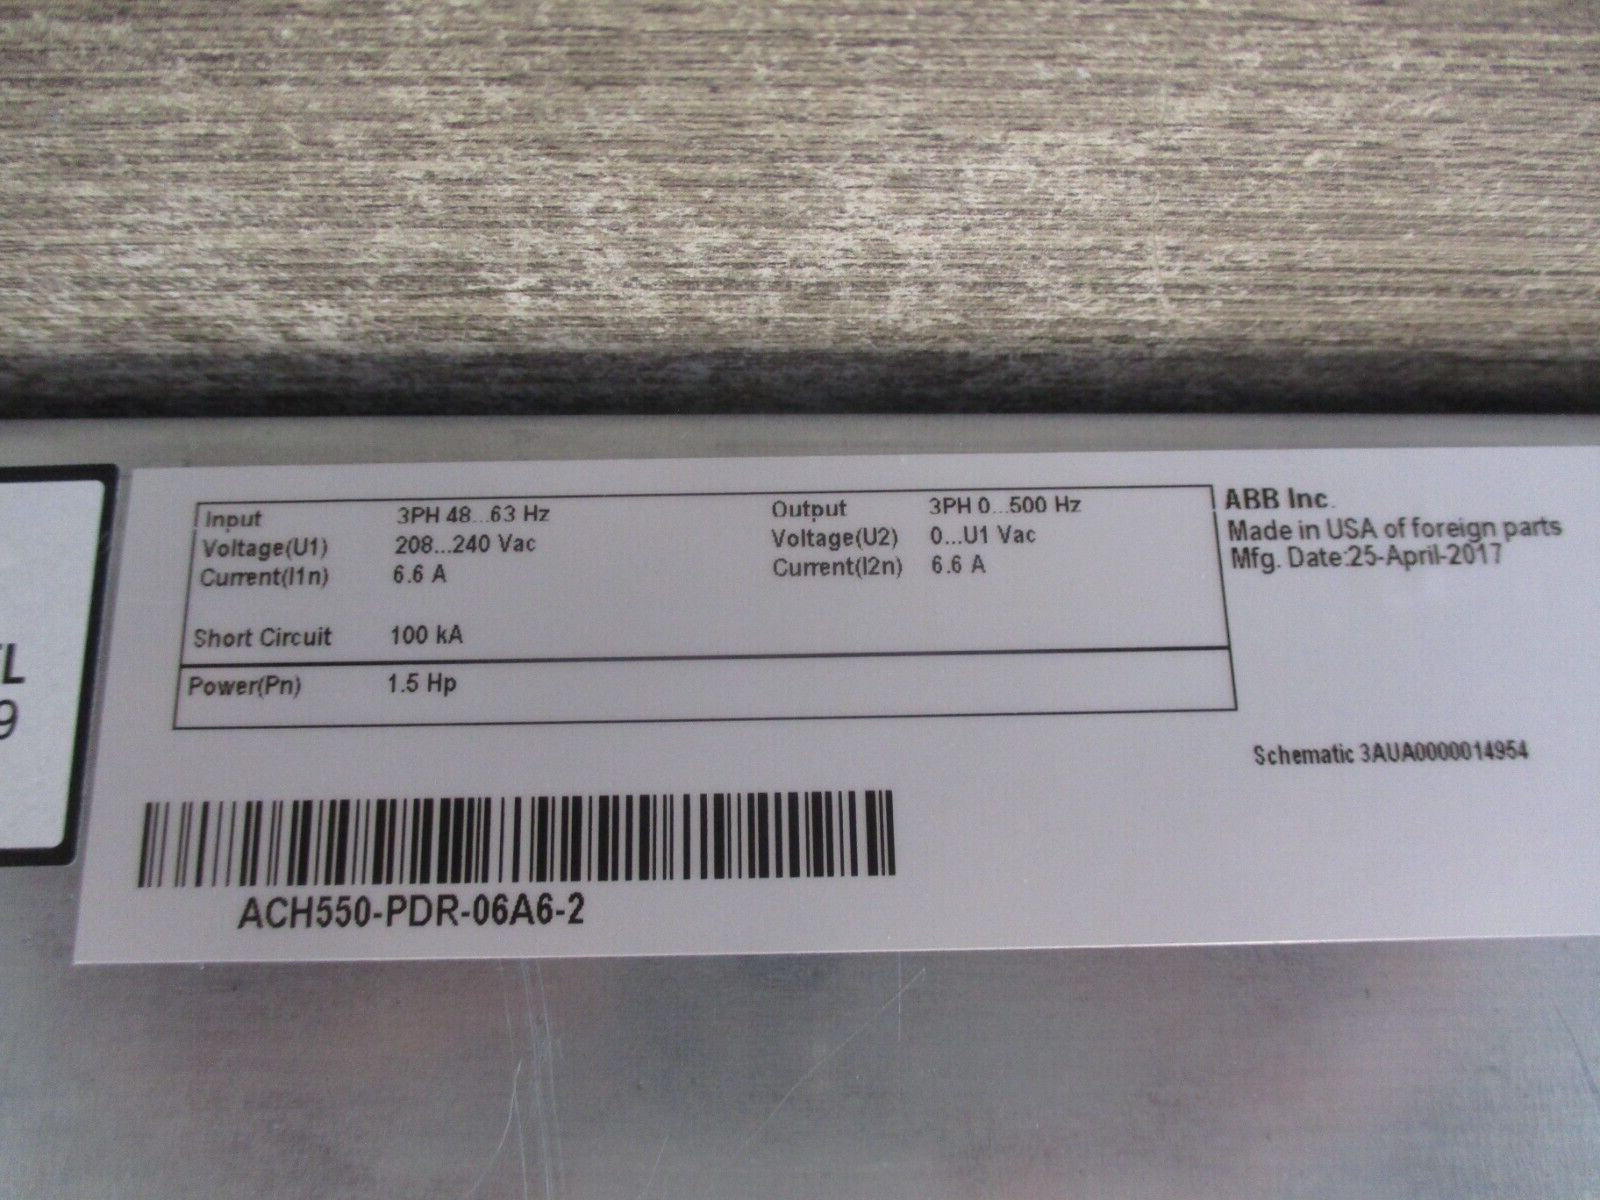 Input 3PH 48...63 Hz Output 3PH 0...500 Hz
Voltage(U1) 208...240 Vac Voltage(U2) 0...U1 Vac
Current(I1n) 6.6 A Current(I2n) 6.6 A
Short Circuit 100 kA
Power(Pn) 1.5 Hp
ABB Inc.
Made in USA of foreign parts
Mfg. Date:25-April-2017
Schematic 3AUA0000014954
ACH550-PDR-06A6-2
L
9